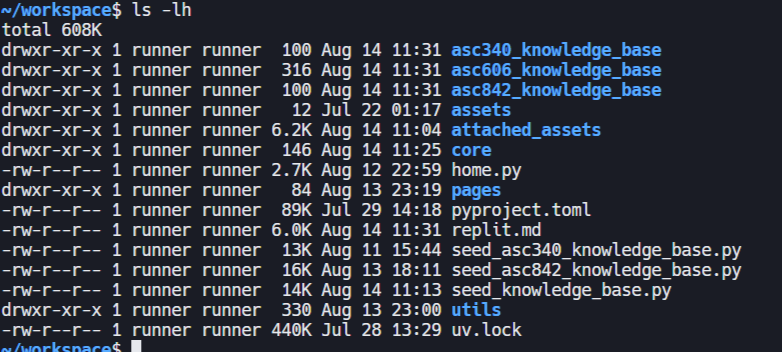 ~/workspace$ ls -lh
total 608K
drwxr-xr-x 1 runner runner  100 Aug 14 11:31 asc340_knowledge_base
drwxr-xr-x 1 runner runner  316 Aug 14 11:31 asc606_knowledge_base
drwxr-xr-x 1 runner runner  100 Aug 14 11:31 asc842_knowledge_base
drwxr-xr-x 1 runner runner   12 Jul 22 01:17 assets
drwxr-xr-x 1 runner runner 6.2K Aug 14 11:04 attached_assets
drwxr-xr-x 1 runner runner  146 Aug 14 11:25 core
-rw-r--r-- 1 runner runner 2.7K Aug 12 22:59 home.py
drwxr-xr-x 1 runner runner   84 Aug 13 23:19 pages
-rw-r--r-- 1 runner runner  89K Jul 29 14:18 pyproject.toml
-rw-r--r-- 1 runner runner 6.0K Aug 14 11:31 replit.md
-rw-r--r-- 1 runner runner  13K Aug 11 15:44 seed_asc340_knowledge_base.py
-rw-r--r-- 1 runner runner  16K Aug 13 18:11 seed_asc842_knowledge_base.py
-rw-r--r-- 1 runner runner  14K Aug 14 11:13 seed_knowledge_base.py
drwxr-xr-x 1 runner runner  330 Aug 13 23:00 utils
-rw-r--r-- 1 runner runner 440K Jul 28 13:29 uv.lock
~/workspace$